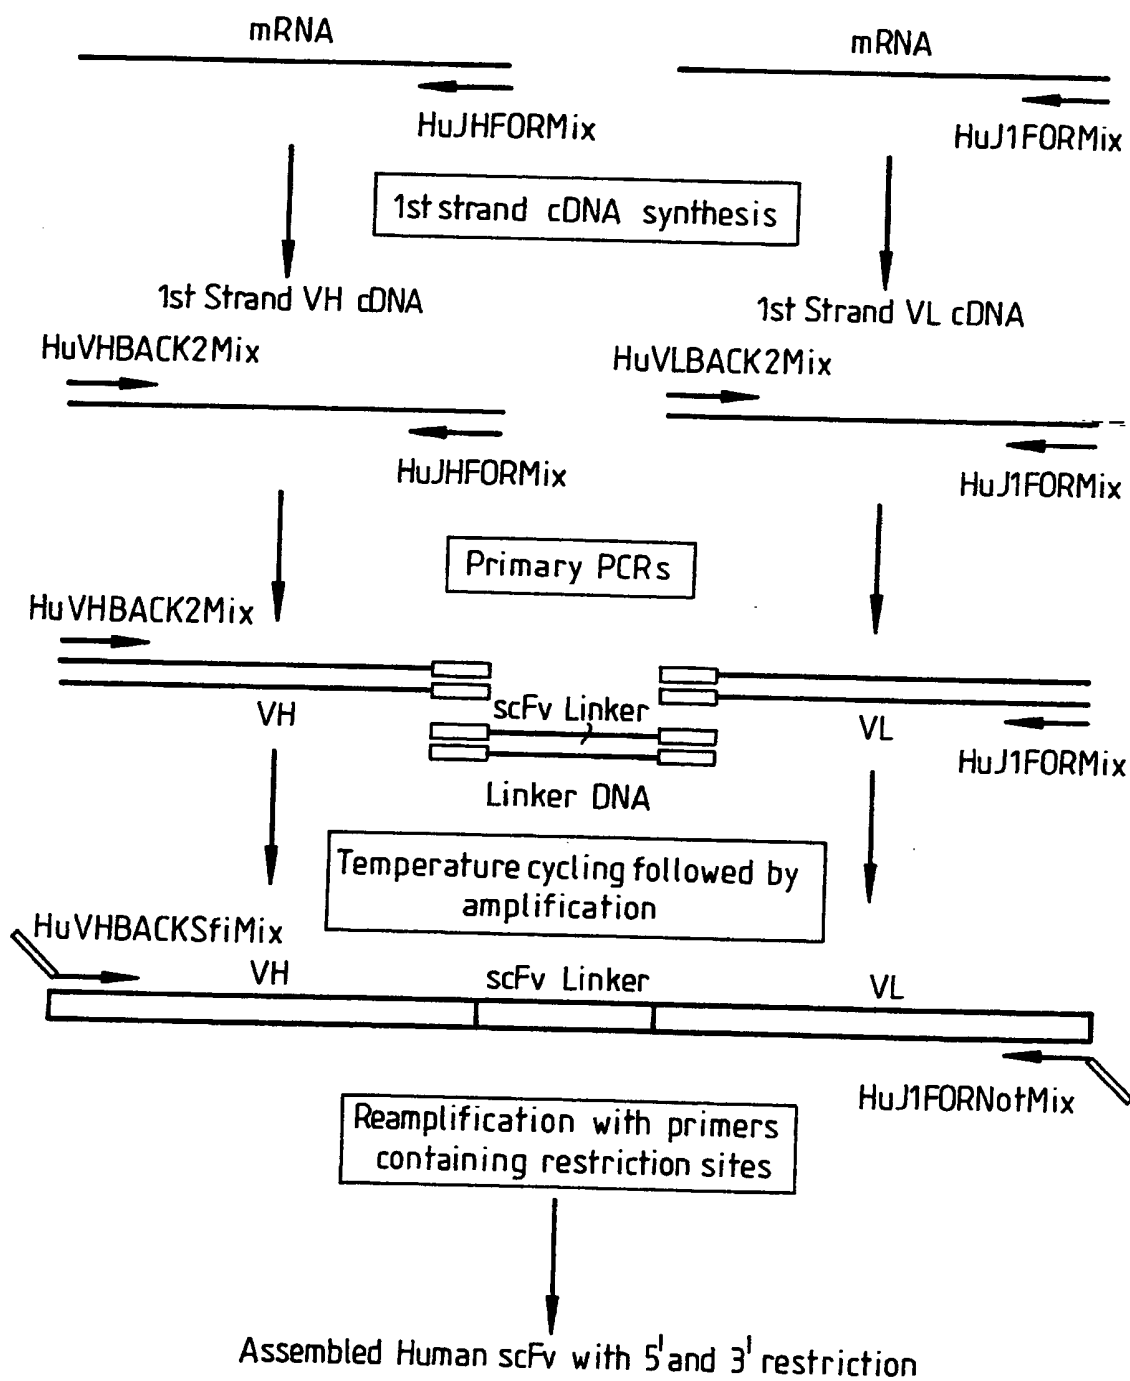 mRNA
mRNA
HuJHFORMix
HuJ1FORMix
1st strand cDNA synthesis
1st Strand VH cDNA
1st Strand VL cDNA
HuVHBACK2Mix
HuVLBACK2Mix
HuJHFORMix
HuJ1FORMix
Primary PCRs
HuVHBACK2Mix
VH
scFv Linker
VL
HuJ1FORMix
Linker DNA
Temperature cycling followed by
amplification
HuVHBACKSfiMix
VH
scFv Linker
VL
HuJ1FORNotMix
Reamplification with primers
containing restriction sites
Assembled Human scFv with 5' and 3' restriction